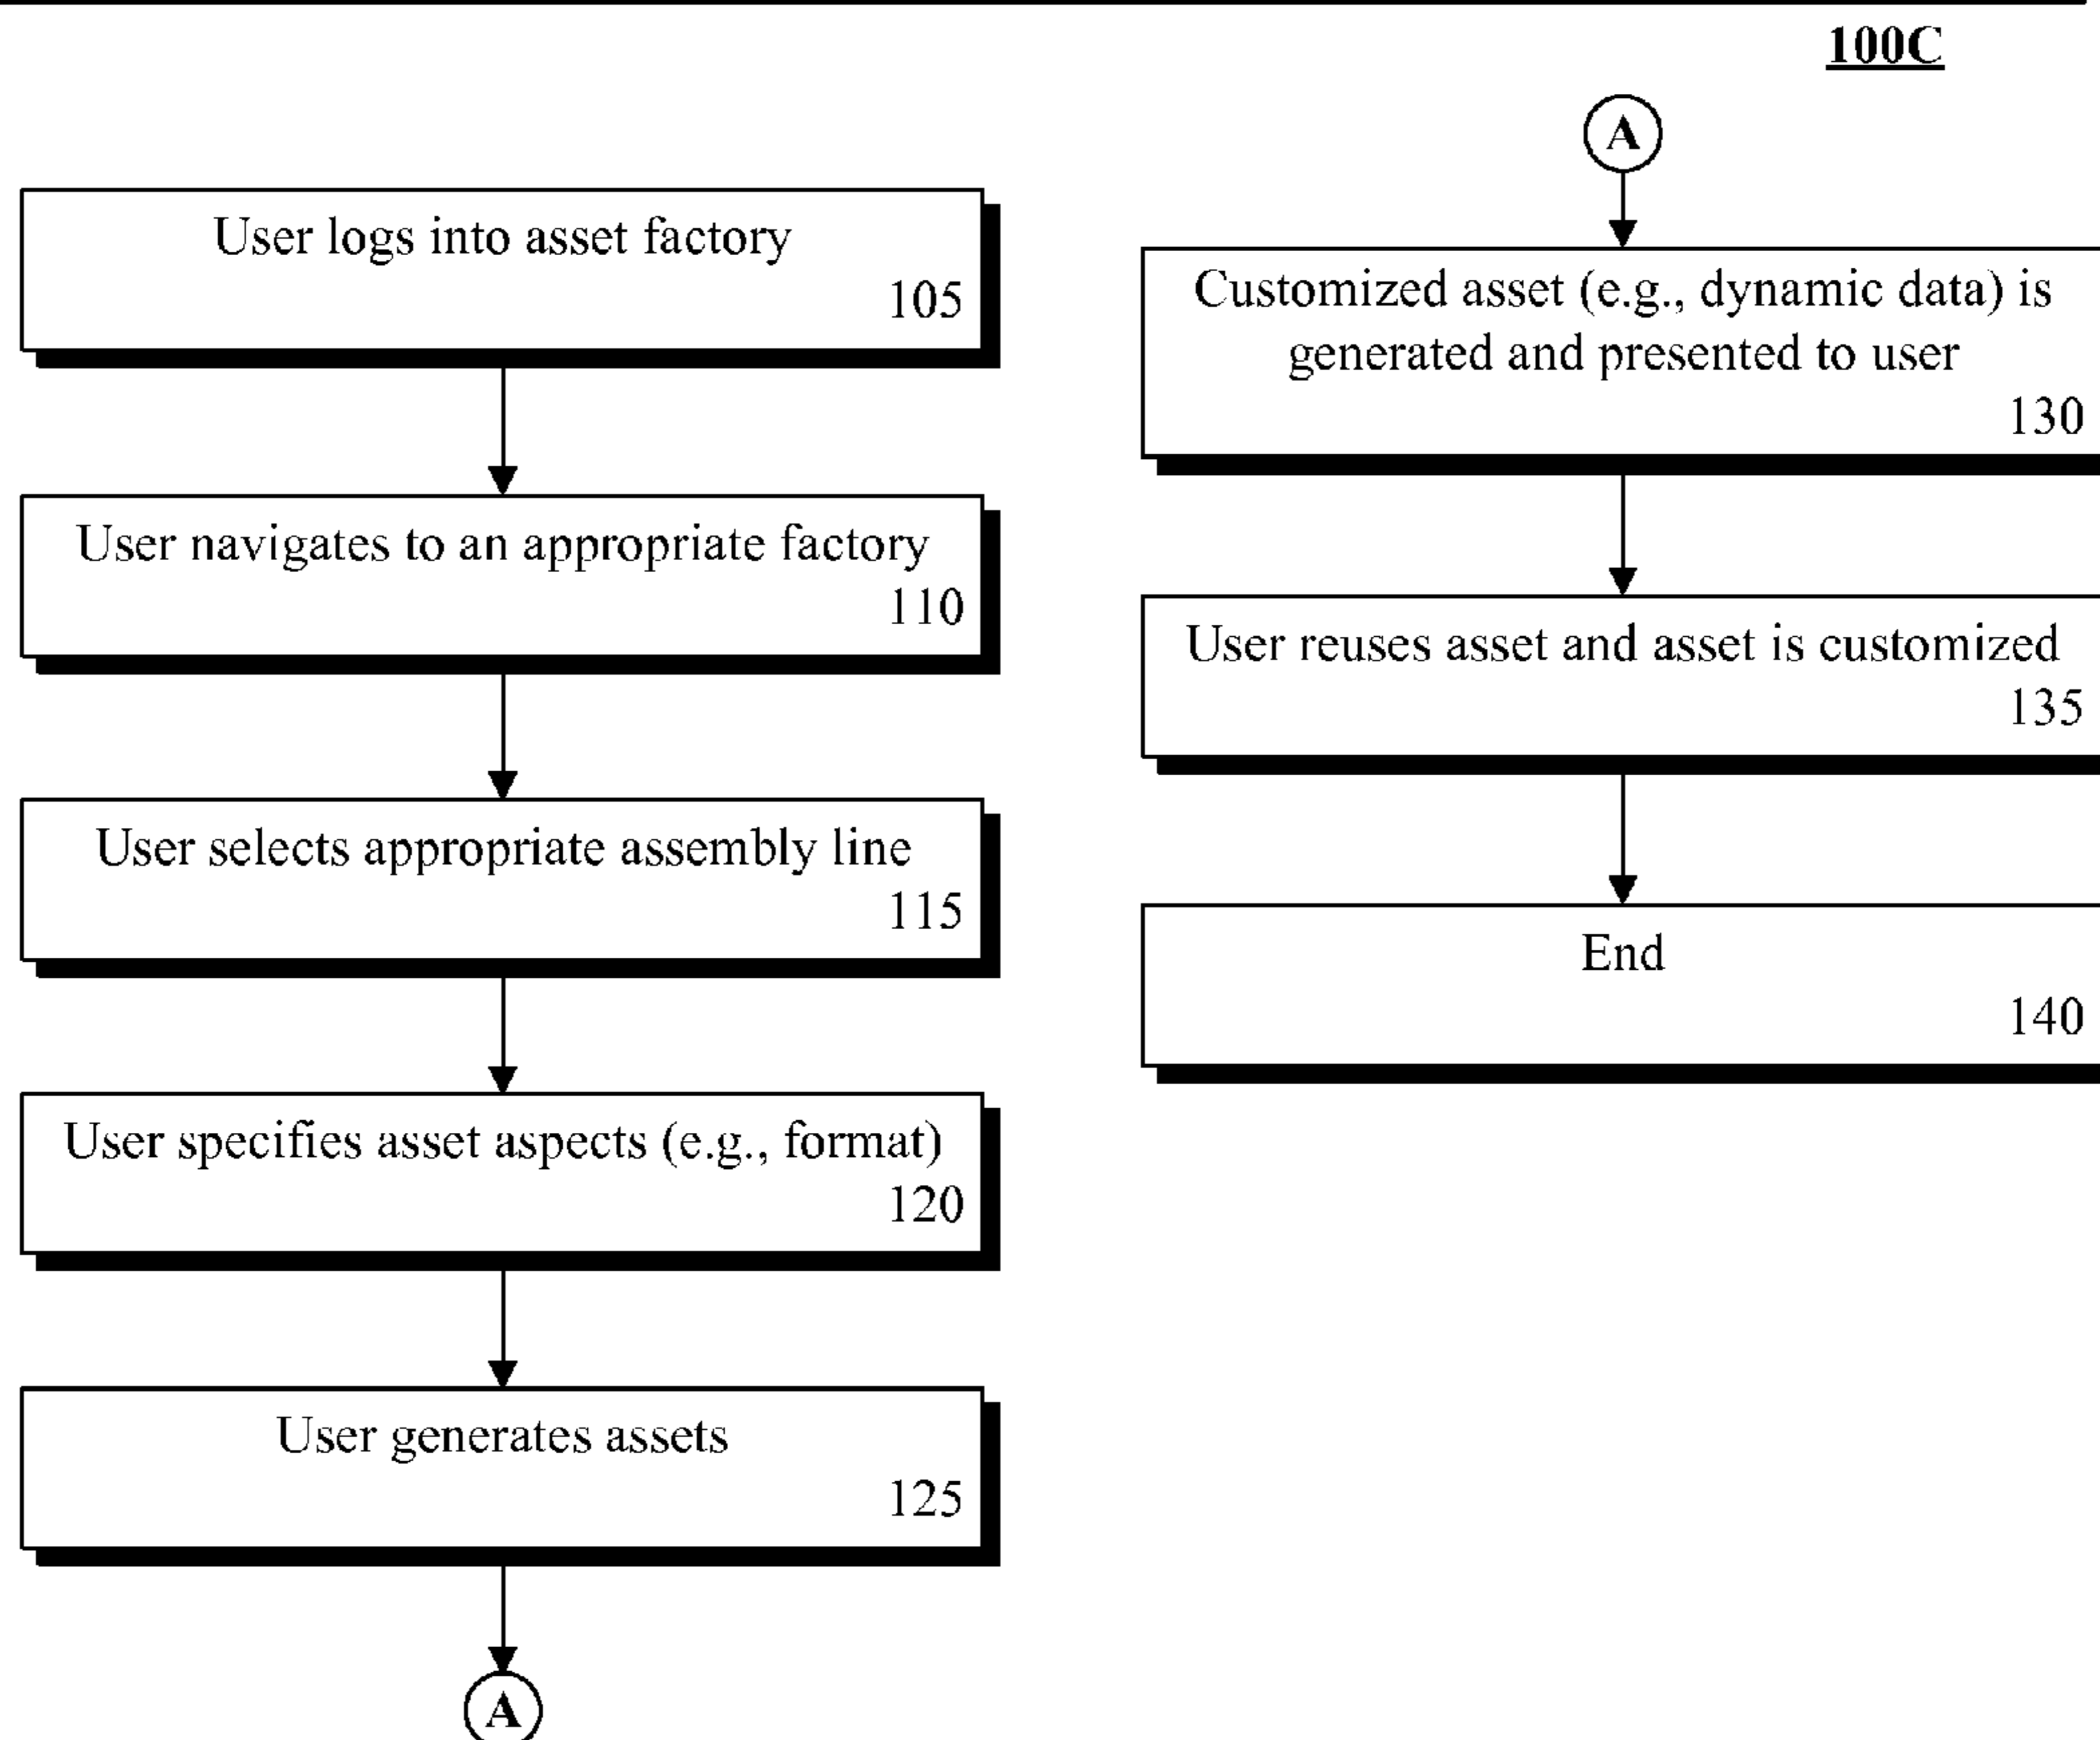 100C
User logs into asset factory
105
User navigates to an appropriate factory
110
User selects appropriate assembly line
115
User specifies asset aspects (e.g., format)
120
User generates assets
125
A
A
Customized asset (e.g., dynamic data) is
generated and presented to user
130
User reuses asset and asset is customized
135
End
140